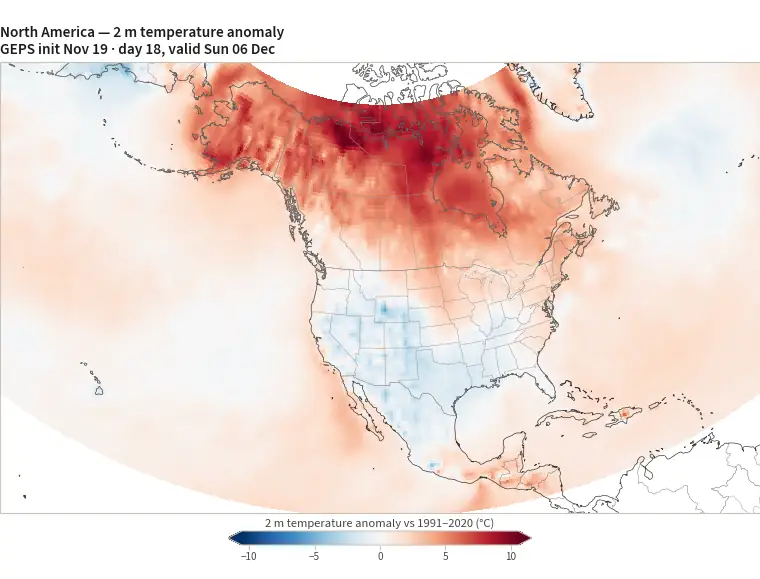 North America — 2 m temperature anomaly
GEPS init Nov 19 · day 18, valid Sun 06 Dec
2 m temperature anomaly vs 1991–2020 (°C)
−10 −5 0 5 10